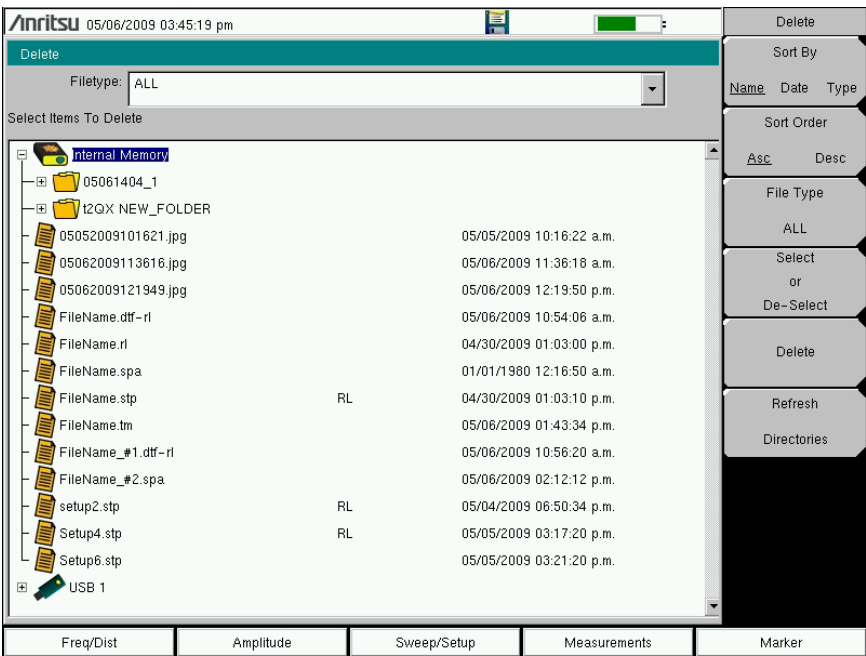 /Inritsu 05/06/2009 03:45:19 pm
Delete
Filetype: ALL
Select Items To Delete
Internal Memory
05061404_1
t2QX NEW_FOLDER
05052009101621.jpg 05/05/2009 10:16:22 a.m.
05062009113616.jpg 05/06/2009 11:36:18 a.m.
05062009121949.jpg 05/06/2009 12:19:50 p.m.
FileName.dtf-rl 05/06/2009 10:54:06 a.m.
FileName.rl 04/30/2009 01:03:00 p.m.
FileName.spa 01/01/1980 12:16:50 a.m.
FileName.stp RL 04/30/2009 01:03:10 p.m.
FileName.tm 05/06/2009 01:43:34 p.m.
FileName_#1.dtf-rl 05/06/2009 10:56:20 a.m.
FileName_#2.spa 05/06/2009 02:12:12 p.m.
setup2.stp RL 05/04/2009 06:50:34 p.m.
Setup4.stp RL 05/05/2009 03:17:20 p.m.
Setup6.stp 05/05/2009 03:21:20 p.m.
USB 1
Delete
Sort By
Name Date Type
Sort Order
Asc Desc
File Type
ALL
Select
or
De-Select
Delete
Refresh
Directories
Freq/Dist Amplitude Sweep/Setup Measurements Marker